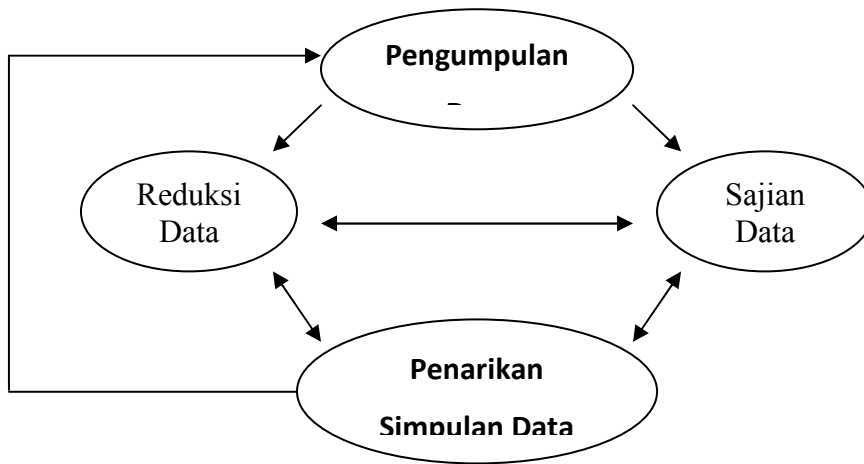 Pengumpulan
Reduksi
Data
Sajian
Data
Penarikan
Simpulan Data